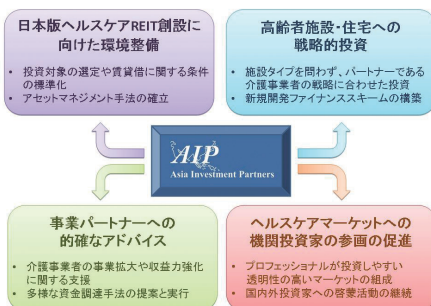 日本版ヘルスケアREIT創設に
向けた環境整備
• 投資対象の選定や賃貸借に関する条件
の標準化
• アセットマネジメント手法の確立
高齢者施設・住宅への
戦略的投資
• 施設タイプを問わず、パートナーである
介護事業者の戦略に合わせた投資
• 新規開発ファイナンススキームの構築
AIP
Asia Investment Partners
事業パートナーへの
的確なアドバイス
• 介護事業者の事業拡大や収益力強化
に関する支援
• 多様な資金調達手法の提案と実行
ヘルスケアマーケットへの
機関投資家の参画の促進
• プロフェッショナルが投資しやすい
透明性の高いマーケットの組成
• 国内外投資家への啓蒙活動の継続